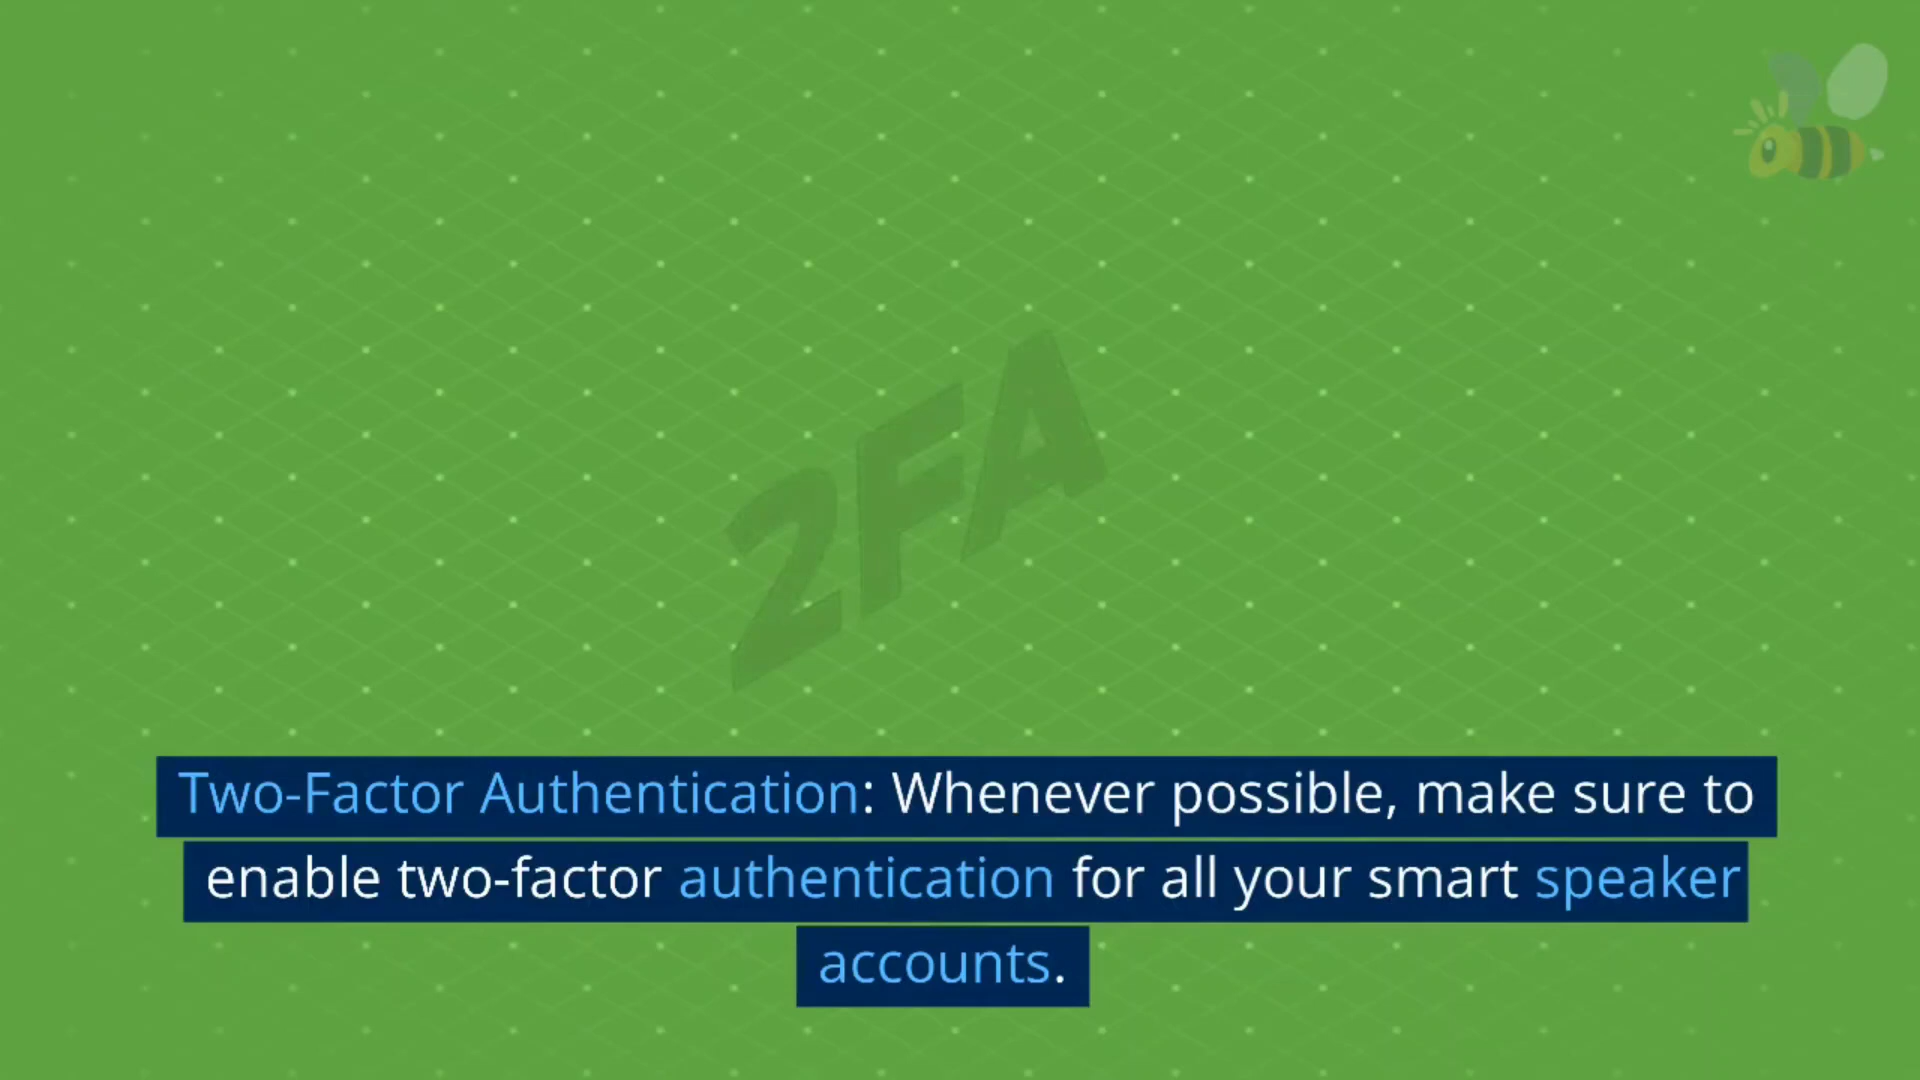 2FA
Two-Factor Authentication: Whenever possible, make sure to
enable two-factor authentication for all your smart speaker
accounts.